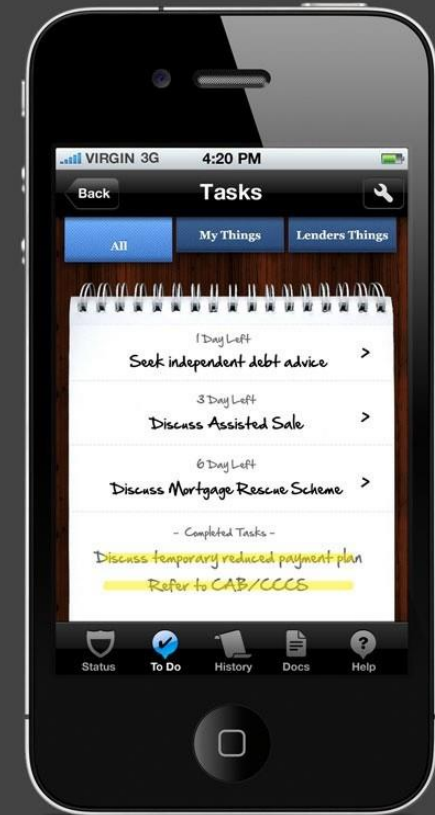 VIRGIN 3G 4:20 PM
Back Tasks
All My Things Lenders Things
1 Day Left
Seek independent debt advice >
3 Day Left
Discuss Assisted Sale >
6 Day Left
Discuss Mortgage Rescue Scheme >
- Completed Tasks -
Discuss temporary reduced payment plan
Refer to CAB/CCCS
Status To Do History Docs ? Help